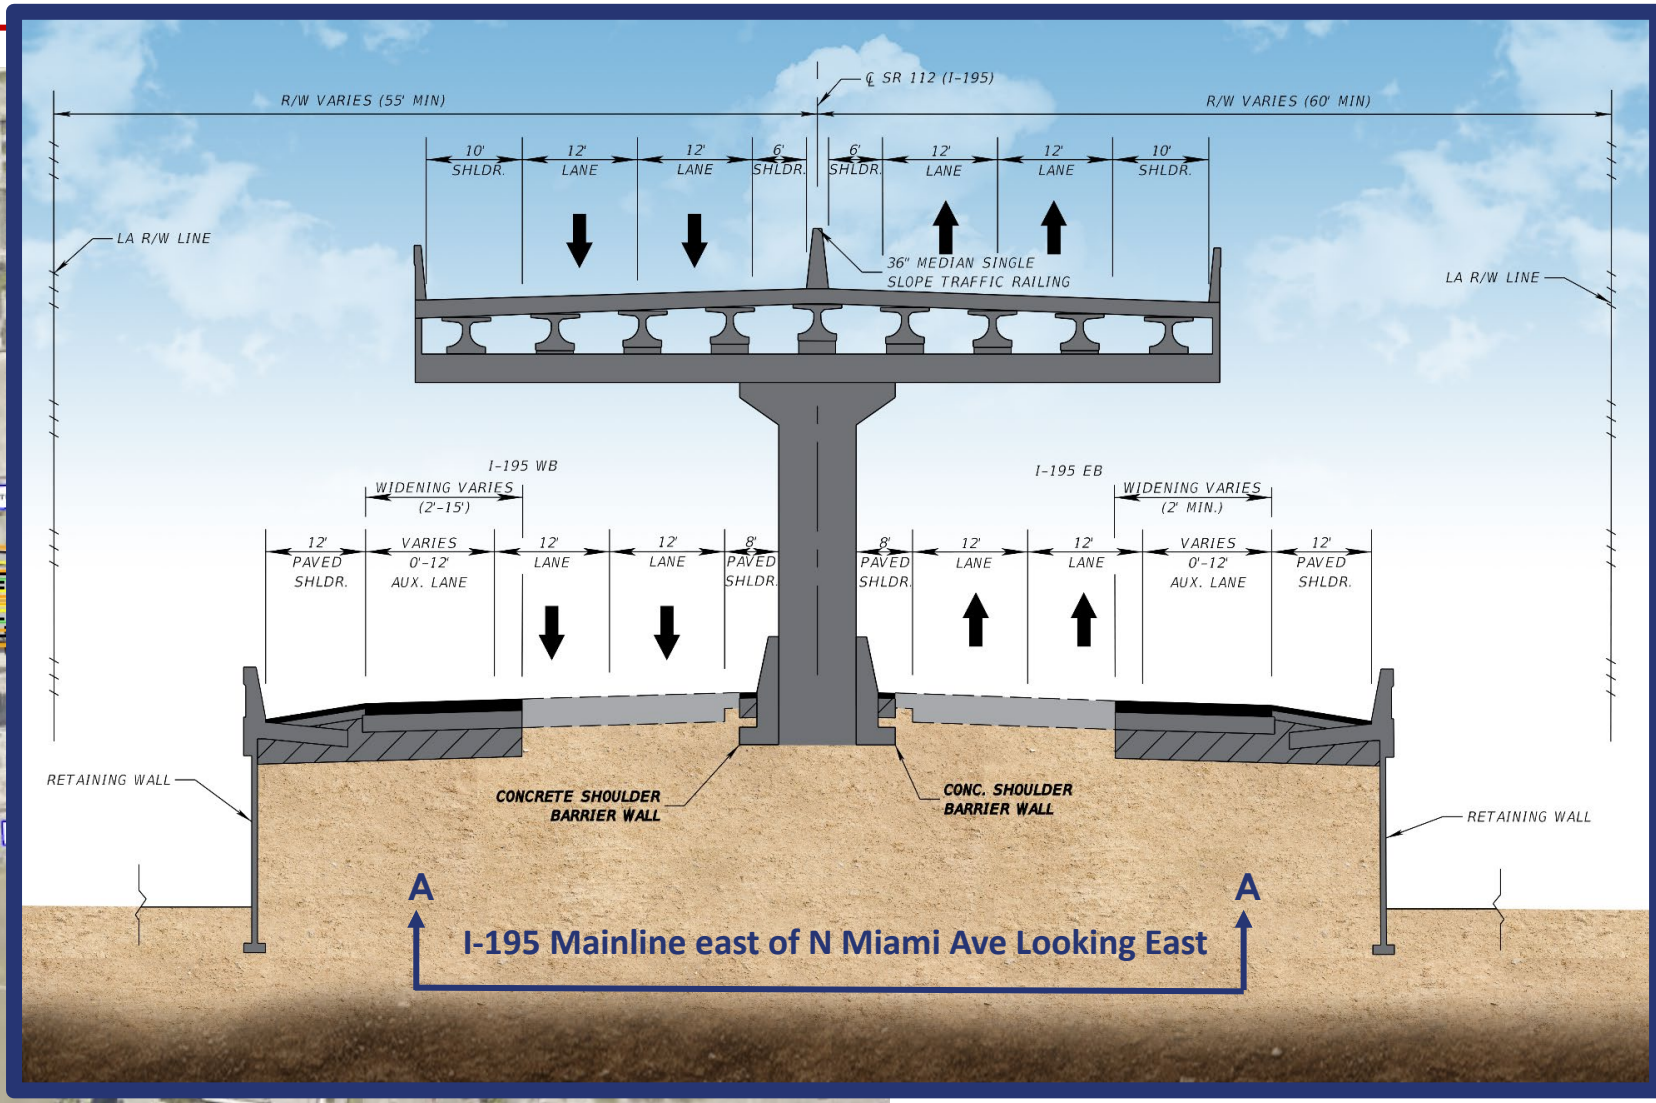 ℄ SR 112 (I-195)
R/W VARIES (55' MIN)
R/W VARIES (60' MIN)
10'
SHLDR.
12'
LANE
12'
LANE
6'
SHLDR.
6'
SHLDR.
12'
LANE
12'
LANE
10'
SHLDR.
LA R/W LINE
36" MEDIAN SINGLE
SLOPE TRAFFIC RAILING
LA R/W LINE
I-195 WB
WIDENING VARIES
(2'-15')
I-195 EB
WIDENING VARIES
(2' MIN.)
12'
PAVED
SHLDR.
VARIES
0'-12'
AUX. LANE
12'
LANE
12'
LANE
8'
PAVED
SHLDR.
8'
PAVED
SHLDR.
12'
LANE
12'
LANE
VARIES
0'-12'
AUX. LANE
12'
PAVED
SHLDR.
RETAINING WALL
CONCRETE SHOULDER
BARRIER WALL
CONC. SHOULDER
BARRIER WALL
RETAINING WALL
A
A
I-195 Mainline east of N Miami Ave Looking East